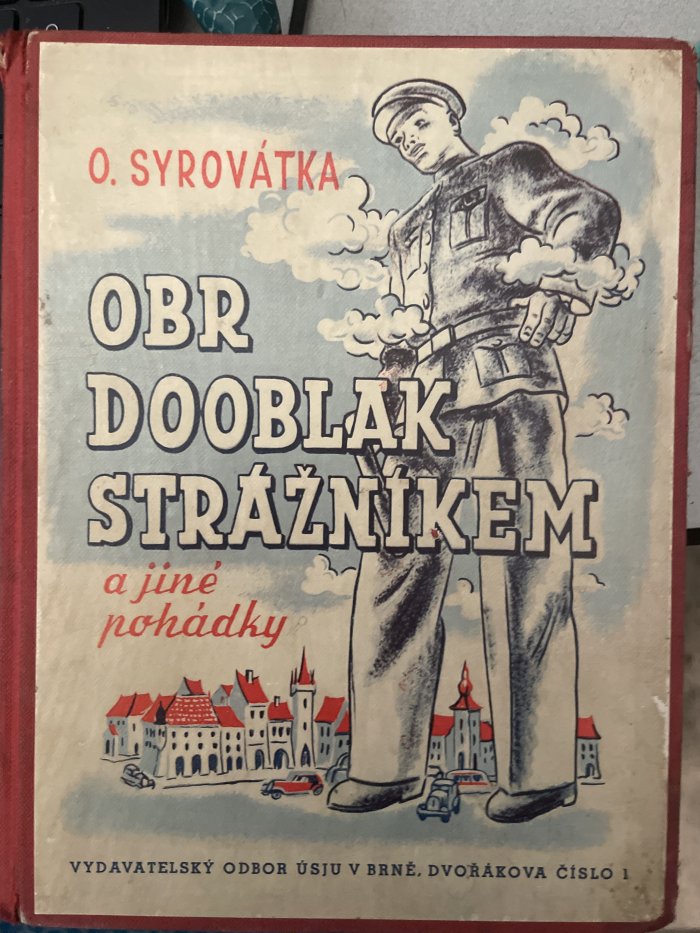 O. SYROVÁTKA
OBR
DOOBLAK
STRÁŽNÍKEM
a jiné
pohádky
VYDAVATELSKÝ ODBOR ÚSJU V BRNĚ, DVOŘÁKOVA ČÍSLO 1